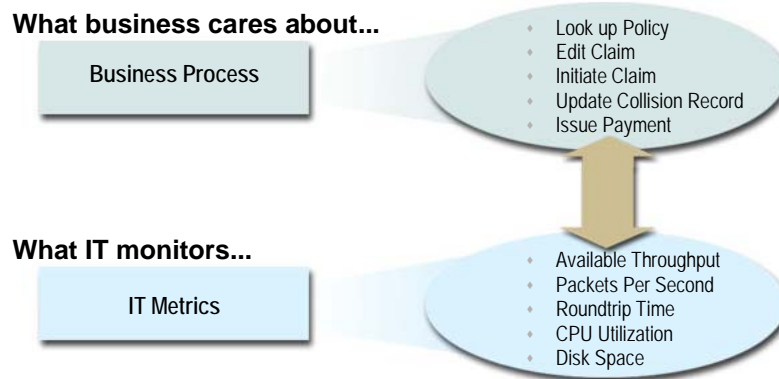 What business cares about...
Business Process
Look up Policy
Edit Claim
Initiate Claim
Update Collision Record
Issue Payment
What IT monitors...
IT Metrics
Available Throughput
Packets Per Second
Roundtrip Time
CPU Utilization
Disk Space